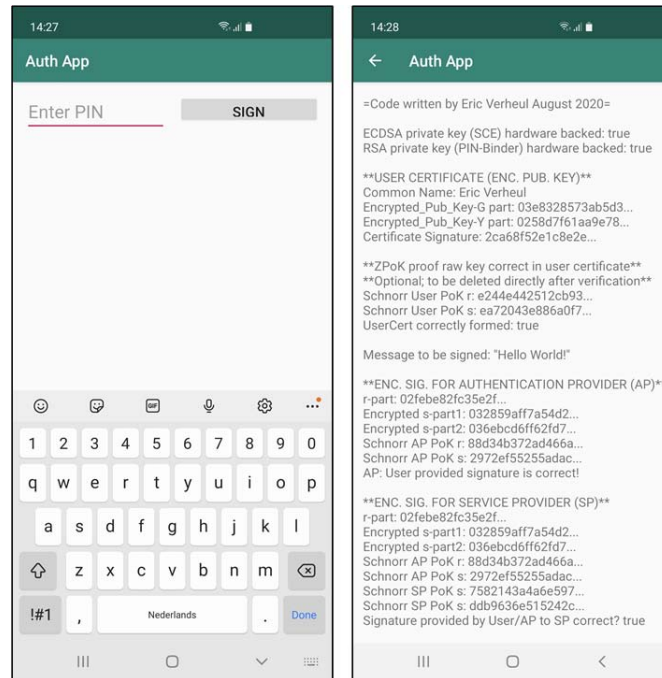 14:27
Auth App
Enter PIN
SIGN
GIF
1 2 3 4 5 6 7 8 9 0
q w e r t y u i o p
a s d f g h j k l
z x c v b n m
!#1 , Nederlands . Done
14:28
Auth App
=Code written by Eric Verheul August 2020=
ECDSA private key (SCE) hardware backed: true
RSA private key (PIN-Binder) hardware backed: true
**USER CERTIFICATE (ENC. PUB. KEY)**
Common Name: Eric Verheul
Encrypted_Pub_Key-G part: 03e8328573ab5d3...
Encrypted_Pub_Key-Y part: 0258d7f61aa9e78...
Certificate Signature: 2ca68f52e1c8e2e...
**ZPoK proof raw key correct in user certificate**
**Optional; to be deleted directly after verification**
Schnorr User PoK r: e244e442512cb93...
Schnorr User PoK s: ea72043e886a0f7...
UserCert correctly formed: true
Message to be signed: "Hello World!"
**ENC. SIG. FOR AUTHENTICATION PROVIDER (AP)**
r-part: 02febe82fc35e2f...
Encrypted s-part1: 032859aff7a54d2...
Encrypted s-part2: 036ebcd6ff62fd7...
Schnorr AP PoK r: 88d34b372ad466a...
Schnorr AP PoK s: 2972ef55255adac...
AP: User provided signature is correct!
**ENC. SIG. FOR SERVICE PROVIDER (SP)**
r-part: 02febe82fc35e2f...
Encrypted s-part1: 032859aff7a54d2...
Encrypted s-part2: 036ebcd6ff62fd7...
Schnorr AP PoK r: 88d34b372ad466a...
Schnorr AP PoK s: 2972ef55255adac...
Schnorr SP PoK s: 7582143a4a6e597...
Schnorr SP PoK s: ddb9636e515242c...
Signature provided by User/AP to SP correct? true